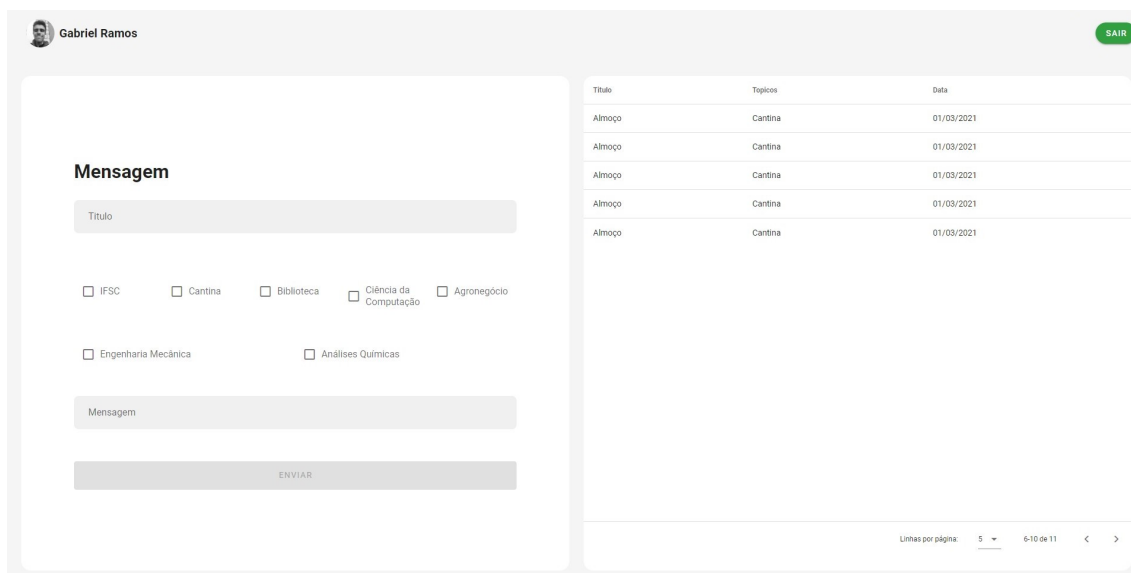 Gabriel Ramos
SAIR
Mensagem
Titulo
IFSC
Cantina
Biblioteca
Ciência da
Computação
Agronegócio
Engenharia Mecânica
Análises Químicas
Mensagem
ENVIAR
Titulo Topicos Data
Almoço Cantina 01/03/2021
Almoço Cantina 01/03/2021
Almoço Cantina 01/03/2021
Almoço Cantina 01/03/2021
Almoço Cantina 01/03/2021
Linhas por página: 5 6-10 de 11